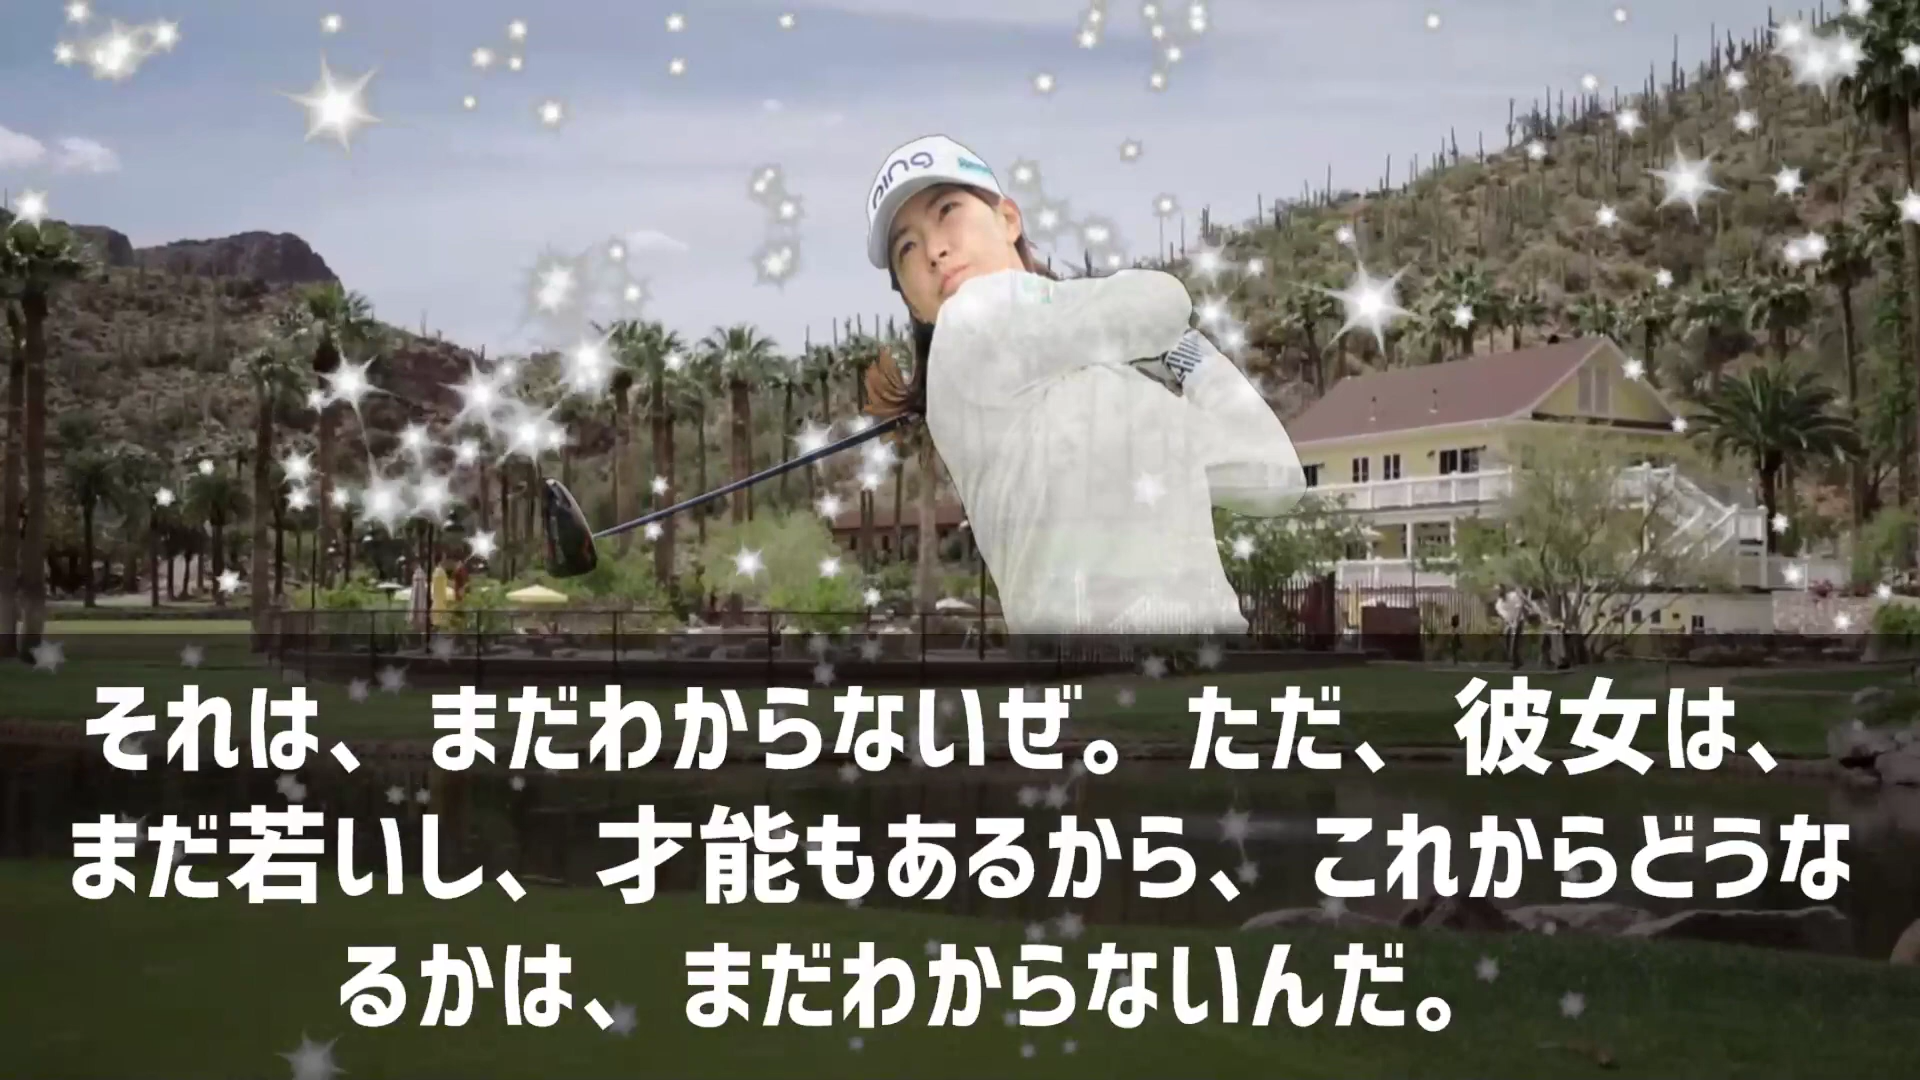 PING
それは、まだわからないぜ。ただ、彼女は、
まだ若いし、才能もあるから、これからどうな
るかは、まだわからないんだ。